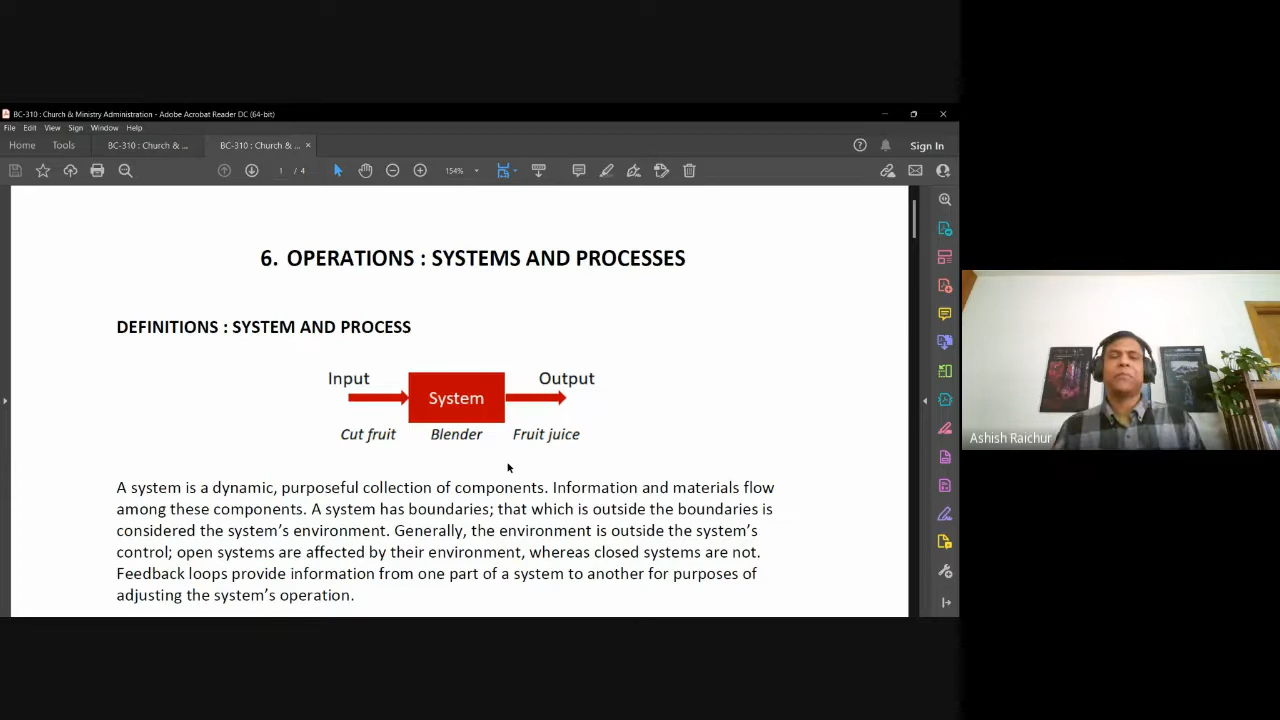 BC-310 : Church & Ministry Administration - Adobe Acrobat Reader DC (64-bit)
File Edit View Sign Window Help
Home Tools BC-310 : Church & ... BC-310 : Church & ... × Sign In
1 / 4 154%
6. OPERATIONS : SYSTEMS AND PROCESSES
DEFINITIONS : SYSTEM AND PROCESS
Input System Output
Cut fruit Blender Fruit juice
A system is a dynamic, purposeful collection of components. Information and materials flow
among these components. A system has boundaries; that which is outside the boundaries is
considered the system’s environment. Generally, the environment is outside the system’s
control; open systems are affected by their environment, whereas closed systems are not.
Feedback loops provide information from one part of a system to another for purposes of
adjusting the system’s operation.
Ashish Raichur